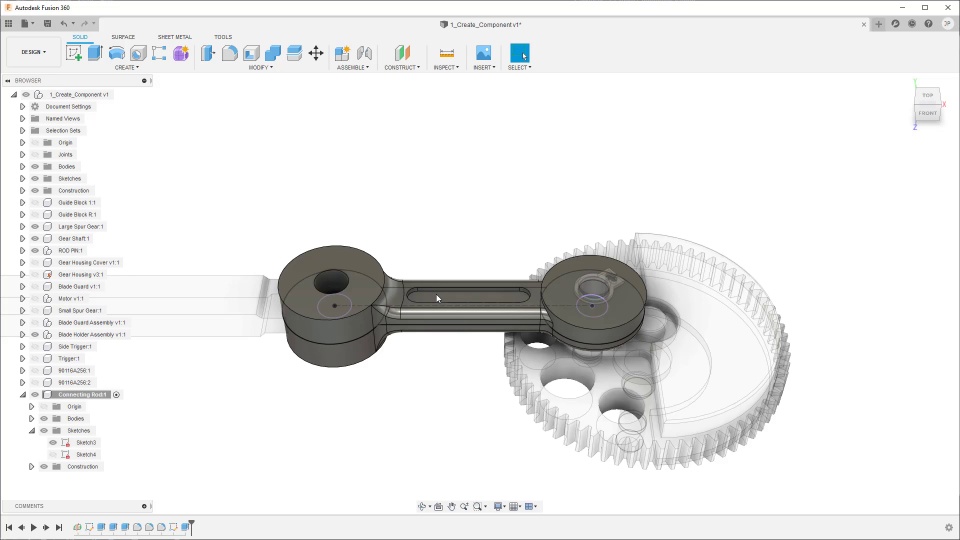 Autodesk Fusion 360
1_Create_Component v1*
JP
DESIGN
SOLID
SURFACE
SHEET METAL
TOOLS
CREATE
MODIFY
ASSEMBLE
CONSTRUCT
INSPECT
INSERT
SELECT
BROWSER
1_Create_Component v1
Document Settings
Named Views
Selection Sets
Origin
Joints
Bodies
Sketches
Construction
Guide Block 1:1
Guide Block R:1
Large Spur Gear:1
Gear Shaft:1
ROD PIN:1
Gear Housing Cover v1:1
Gear Housing v3:1
Blade Guard v1:1
Motor v1:1
Small Spur Gear:1
Blade Guard Assembly v1:1
Blade Holder Assembly v1:1
Side Trigger:1
Trigger:1
90116A256:1
90116A256:2
Connecting Rod:1
Origin
Bodies
Sketches
Sketch3
Sketch4
Construction
Y
TOP
X
FRONT
Z
COMMENTS